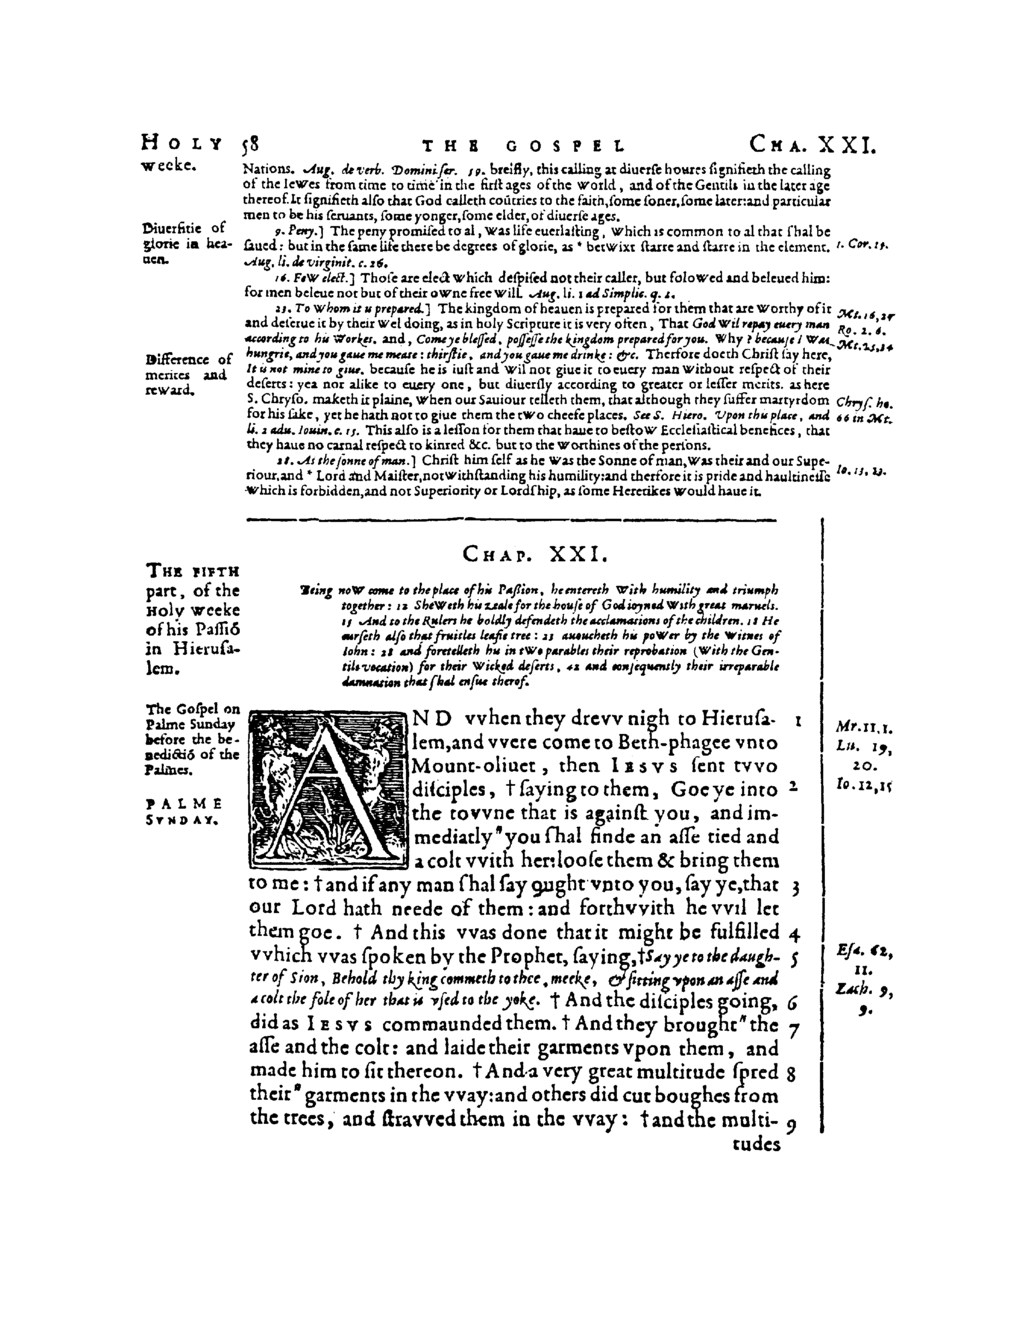 HOLY 58 THE GOSPEL CHA. XXI.
weeke.
Nations. Aug. de verb. Domini ser. 59. breifly, this calling at diuerse houres signifieth the calling
of the Iewes from time to time in the first ages of the world, and of the Gentils in the later age
thereof. It signifieth also that God calleth coūtries to the faith, some soner, some later: and particular
men to be his seruants, some yonger, some elder, of diuerse ages.
Diuersitie of
glorie in hea-
uen.
9. Peny.] The peny promised to al, was life euerlasting, which is common to al that shal be
saued: but in the same life there be degrees of glorie, as * betwixt starre and starre in the element.
Aug. li. de virginit. c. 26.
1. Cor. 15.
16. Few elect.] Those are elect which despised not their caller, but folowed and beleued him:
for men beleue not but of their owne free will. Aug. li. 1 ad Simplic. q. 2.
23. To whom it is prepared.] The kingdom of heauen is prepared for them that are worthy of it
and deserue it by their wel doing, as in holy Scripture it is very often, That God wil repay euery man
according to his workes. and, Come ye blessed, possesse the kingdom prepared for you. Why? because I was
hungrie, and you gaue me meate: thirstie, and you gaue me drinke: &c. Therfore doeth Christ say here,
It is not mine to giue. because he is iust and wil not giue it to euery man without respect of their
deserts: yea nor alike to euery one, but diuersly according to greater or lesser merits. as here
S. Chryso. maketh it plaine, when our Sauiour telleth them, that although they suffer martyrdom
for his sake, yet he hath not to giue them the two cheefe places. See S. Hiero. vpon this place, and
li. 2 adu. Iouin. c. 15. This also is a lesson for them that haue to bestow Ecclesiastical benefices, that
they haue no carnal respect to kinred &c. but to the worthines of the persons.
Difference of
merites and
reward.
Mt. 16, 27
Ro. 2. 6.
Mt. 25, 34
Chrys. ho.
66 in Mt.
28. As the sonne of man.] Christ him self as he was the Sonne of man, was their and our Supe-
riour, and * Lord and Maister, notwithstanding his humility: and therfore it is pride and haultinesse
which is forbidden, and not Superiority or Lordship, as some Heretikes would haue it.
Io. 13, 13.
CHAP. XXI.
THE FIFTH
part, of the
Holy weeke
of his Passiō
in Hierusa-
lem.
Being now come to the place of his Passion, he entereth with humility and triumph
together: 12 Sheweth his zeale for the house of God ioyned with great maruels.
15 And to the Rulers he boldly defendeth the acclamations of the children. 18 He
curseth also that fruitles leafie tree: 23 auoucheth his power by the witnes of
Iohn: 28 and foretelleth his in two parables their reprobation (with the Gen-
tils vocation) for their wicked deserts, 42 and consequently their irreparable
damnation that shal ensue therof.
The Gospel on
Palme Sunday
before the be-
nedictiō of the
Palmes.
PALME
SVNDAY.
AND vvhen they drevv nigh to Hierusa- 1
lem, and vvere come to Beth-phagee vnto
Mount-oliuet, then IESVS sent tvvo
disciples, † saying to them, Goe ye into 2
the tovvne that is against you, and im-
mediatly "you shal finde an asse tied and
a colt vvith her: loose them & bring them
to me: † and if any man shal say ought vnto you, say ye, that 3
our Lord hath neede of them: and forthvvith he vvil let
them goe. † And this vvas done that it might be fulfilled 4
vvhich vvas spoken by the Prophet, saying, † Say ye to the daugh- 5
ter of Sion, Behold thy king commeth to thee, meeke, & sitting vpon an asse and
a colt the fole of her that is vsed to the yoke. † And the disciples going, 6
did as IESVS commaunded them. † And they brought "the 7
asse and the colt: and laide their garments vpon them, and
made him to sit thereon. † And a very great multitude spred 8
their "garments in the vvay: and others did cut boughes from
the trees, and stravved them in the vvay: † and the multi- 9
tudes
Mr. 11, 1.
Lu. 19,
20.
Io. 12, 15
Esa. 62,
11.
Zach. 9,
9.